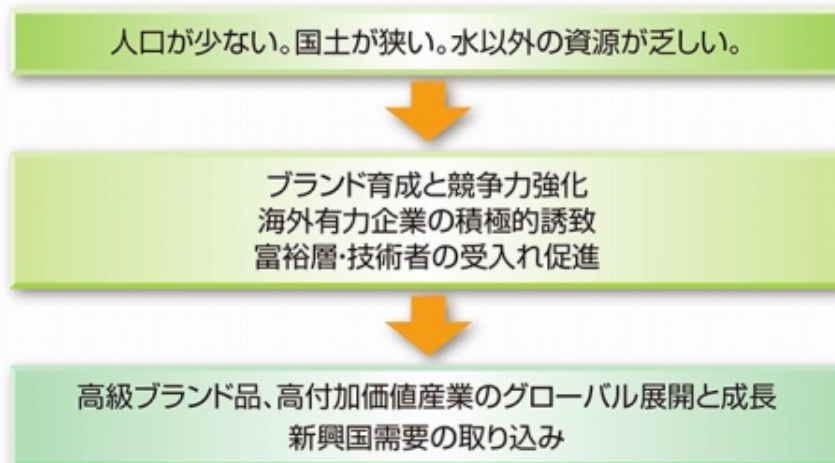 人口が少ない。国土が狭い。水以外の資源が乏しい。
ブランド育成と競争力強化
海外有力企業の積極的誘致
富裕層・技術者の受入れ促進
高級ブランド品、高付加価値産業のグローバル展開と成長
新興国需要の取り込み